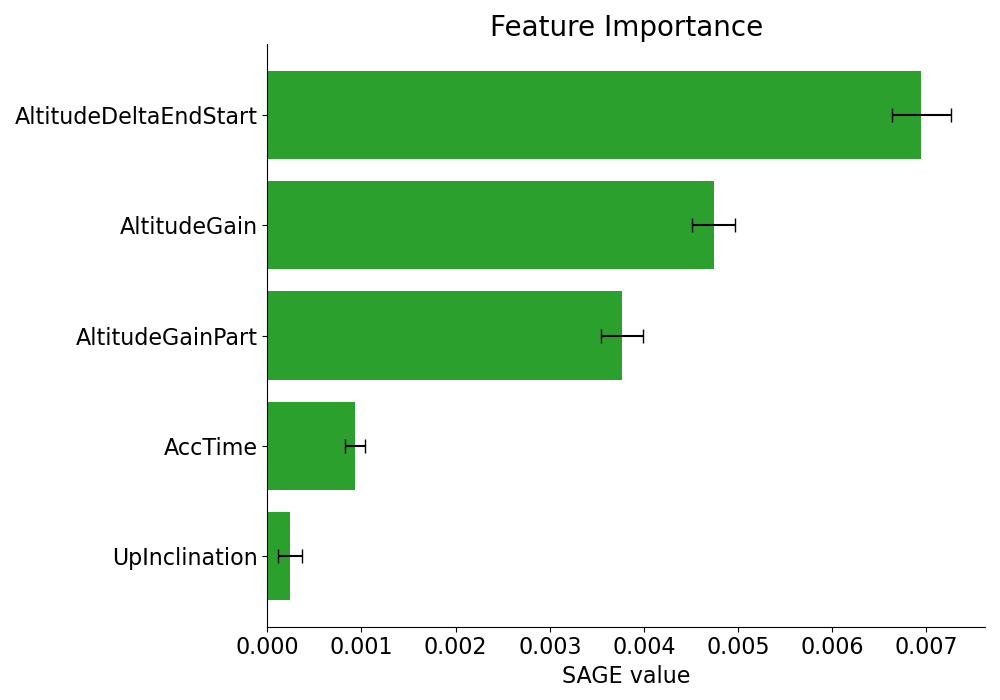 Feature Importance
AltitudeDeltaEndStart
AltitudeGain
AltitudeGainPart
AccTime
UpInclination
0.000 0.001 0.002 0.003 0.004 0.005 0.006 0.007
SAGE value